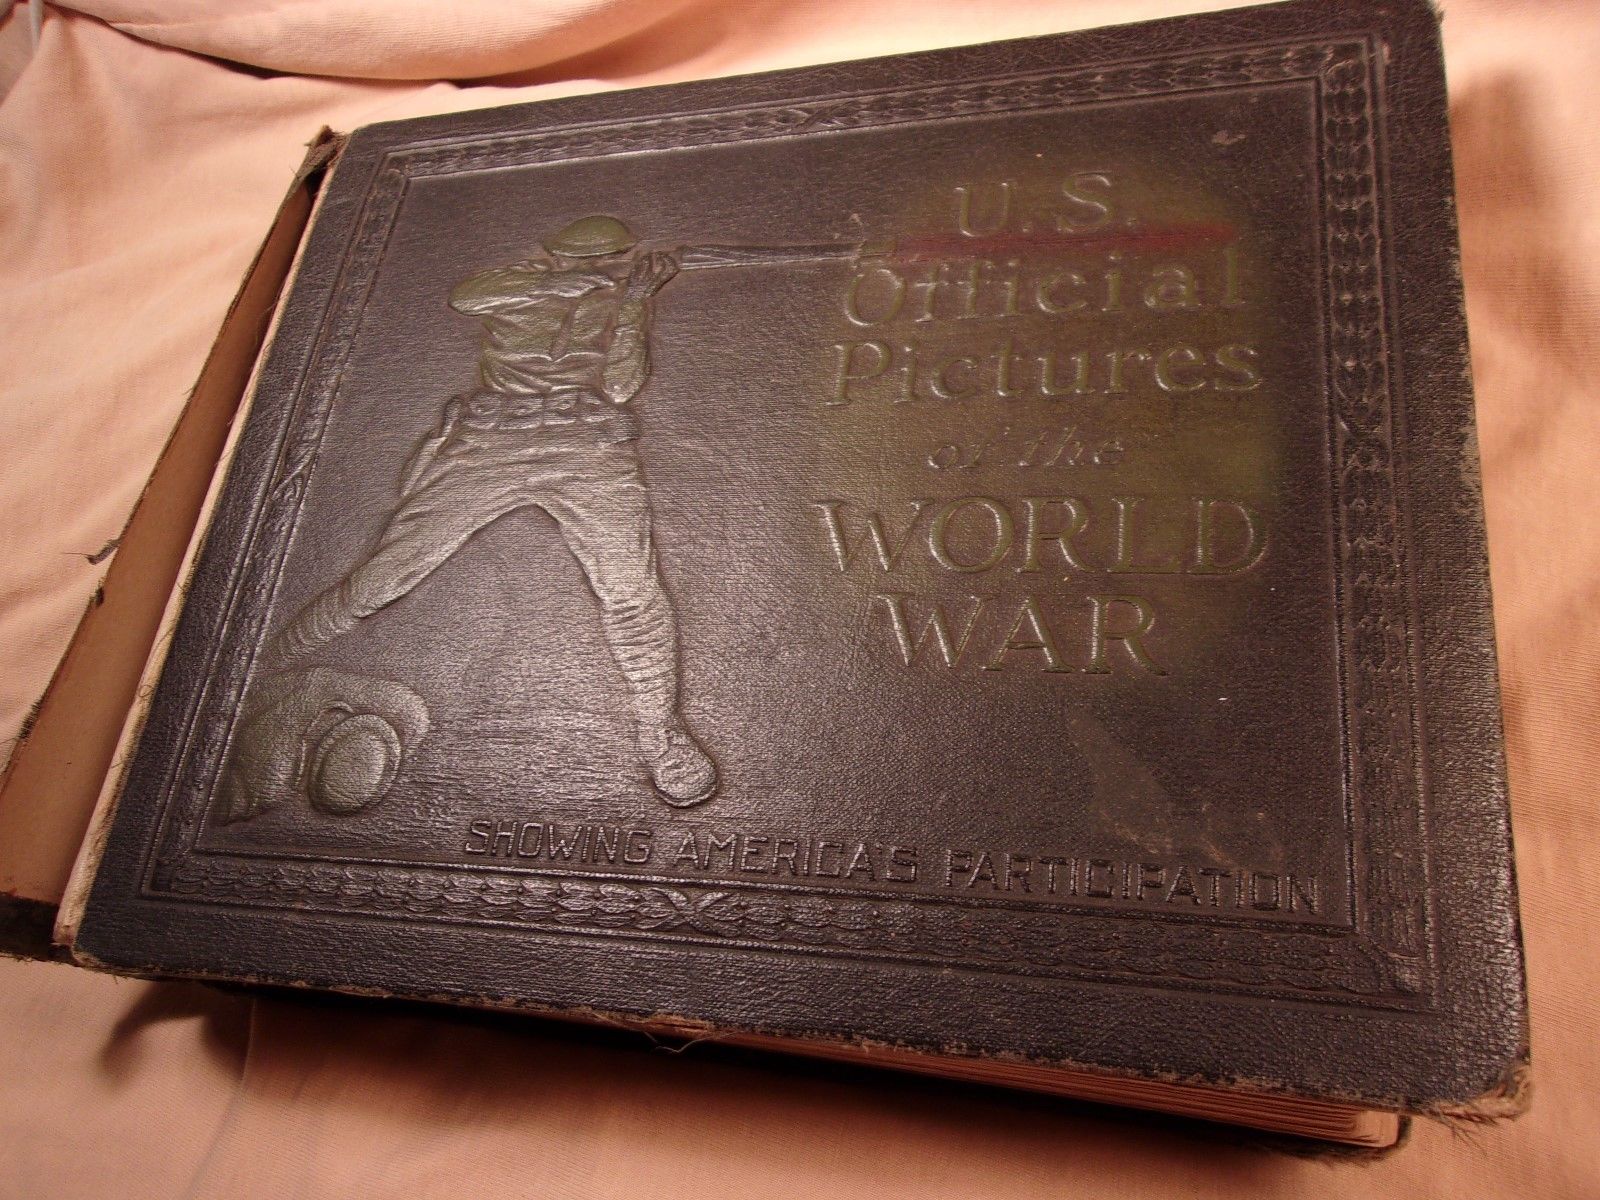 U.S.
Official
Pictures
of the
WORLD
WAR
SHOWING AMERICA'S PARTICIPATION